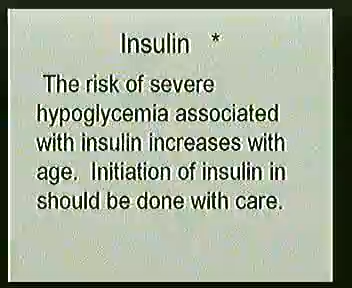 Insulin *
The risk of severe
hypoglycemia associated
with insulin increases with
age. Initiation of insulin in
should be done with care.